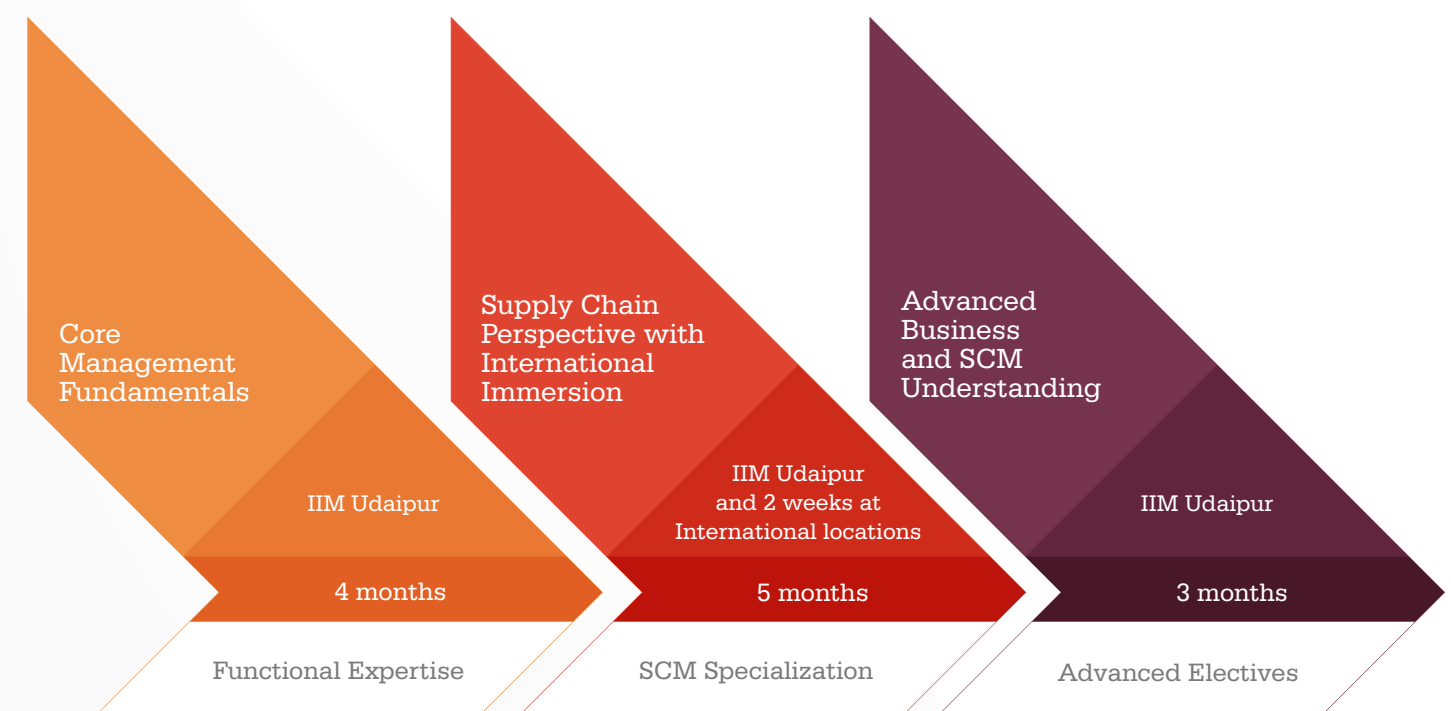 Core
Management
Fundamentals
IIM Udaipur
4 months
Functional Expertise
Supply Chain
Perspective with
International
Immersion
IIM Udaipur
and 2 weeks at
International locations
5 months
SCM Specialization
Advanced
Business
and SCM
Understanding
IIM Udaipur
3 months
Advanced Electives